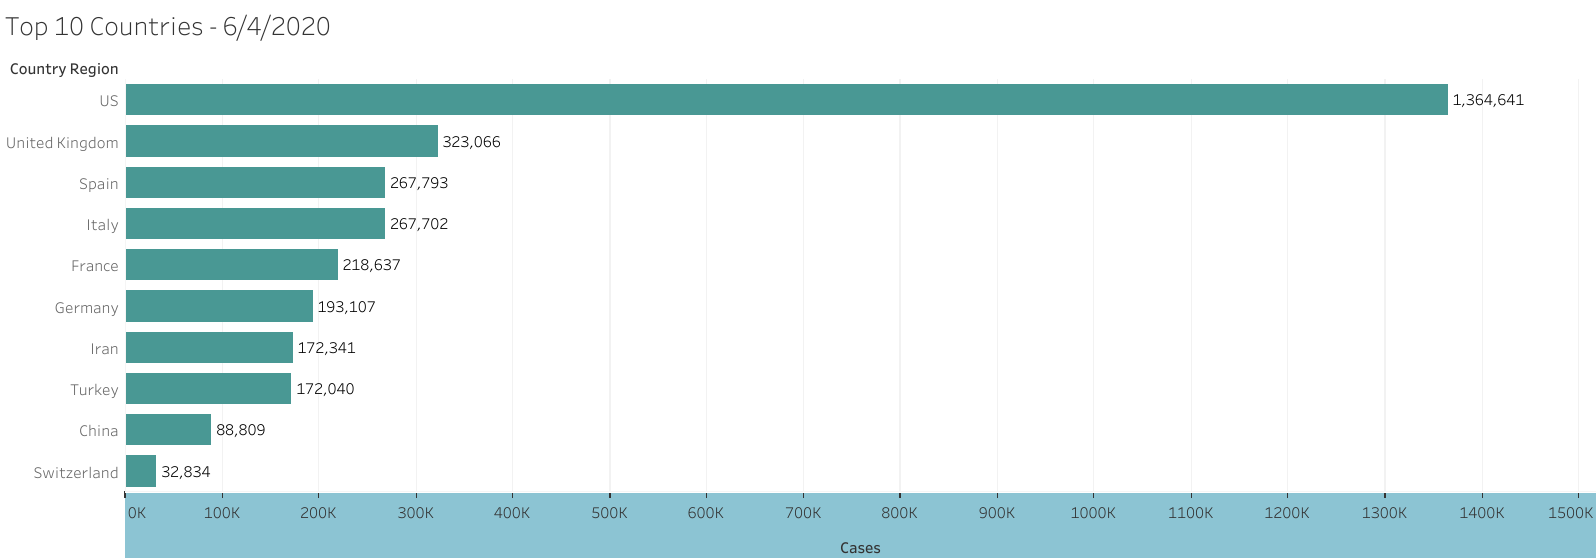 Top 10 Countries - 6/4/2020
Country Region
US 1,364,641
United Kingdom 323,066
Spain 267,793
Italy 267,702
France 218,637
Germany 193,107
Iran 172,341
Turkey 172,040
China 88,809
Switzerland 32,834
0K 100K 200K 300K 400K 500K 600K 700K 800K 900K 1000K 1100K 1200K 1300K 1400K 1500K
Cases